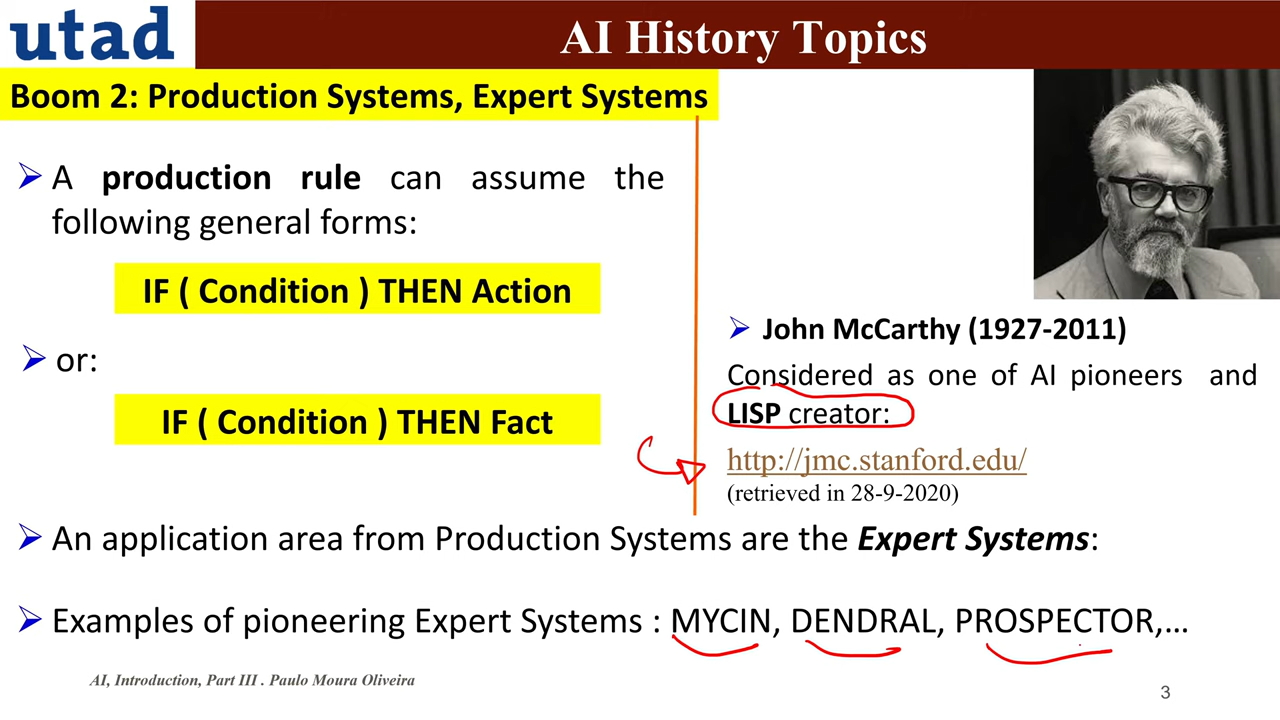 utad
AI History Topics
Boom 2: Production Systems, Expert Systems
A production rule can assume the
following general forms:
IF ( Condition ) THEN Action
or:
IF ( Condition ) THEN Fact
John McCarthy (1927-2011)
Considered as one of AI pioneers and
LISP creator:
http://jmc.stanford.edu/
(retrieved in 28-9-2020)
An application area from Production Systems are the Expert Systems:
Examples of pioneering Expert Systems : MYCIN, DENDRAL, PROSPECTOR,...
AI, Introduction, Part III . Paulo Moura Oliveira
3